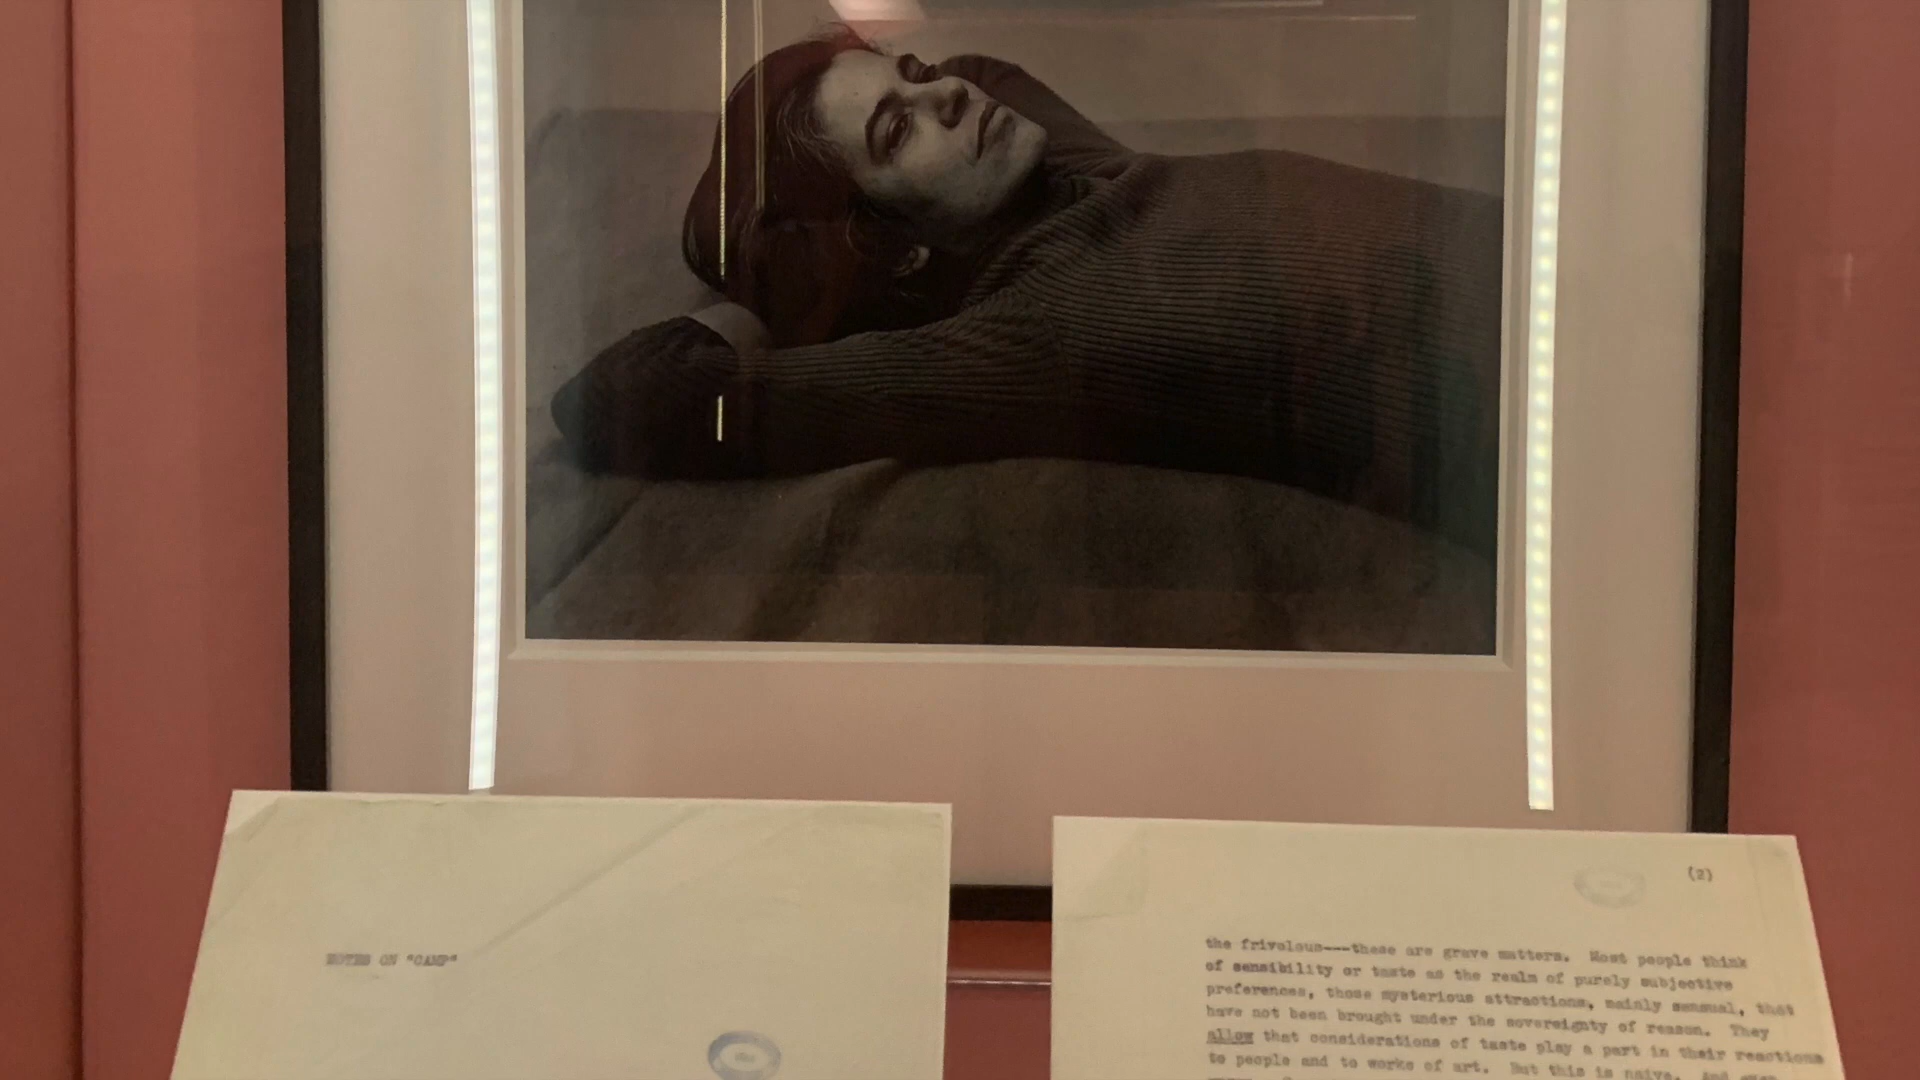 NOTES ON "CAMP"
(2)
the frivolous---these are grave matters. Most people think
of sensibility or taste as the realm of purely subjective
preferences, those mysterious attractions, mainly sensual, that
have not been brought under the sovereignty of reason. They
allow that considerations of taste play a part in their reactions
to people and to works of art. But this is naive. And even